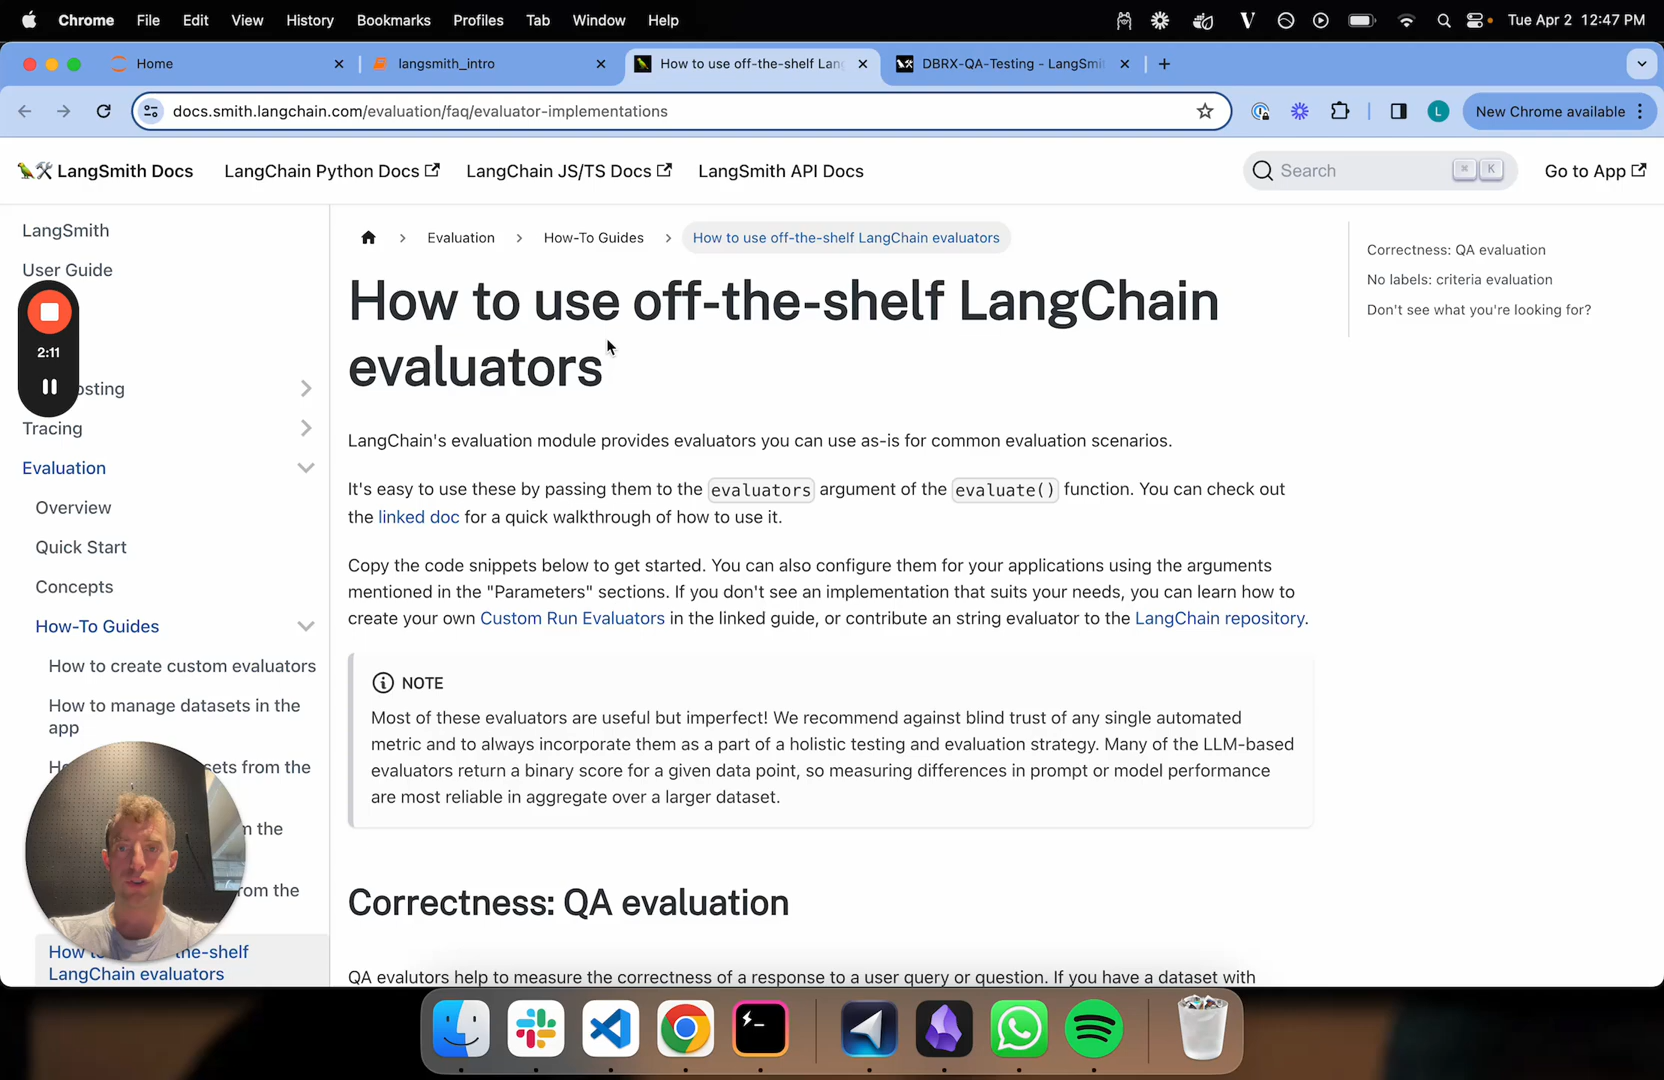 Chrome File Edit View History Bookmarks Profiles Tab Window Help Tue Apr 2 12:47 PM
Home langsmith_intro How to use off-the-shelf Lan DBRX-QA-Testing - LangSmi
docs.smith.langchain.com/evaluation/faq/evaluator-implementations L New Chrome available
LangSmith Docs LangChain Python Docs LangChain JS/TS Docs LangSmith API Docs Search ⌘ K Go to App
LangSmith
User Guide
2:11
osting
Tracing
Evaluation
Overview
Quick Start
Concepts
How-To Guides
How to create custom evaluators
How to manage datasets in the
app
sets from the
m the
rom the
the-shelf
LangChain evaluators
Evaluation How-To Guides How to use off-the-shelf LangChain evaluators
How to use off-the-shelf LangChain
evaluators
LangChain's evaluation module provides evaluators you can use as-is for common evaluation scenarios.
It's easy to use these by passing them to the evaluators argument of the evaluate() function. You can check out
the linked doc for a quick walkthrough of how to use it.
Copy the code snippets below to get started. You can also configure them for your applications using the arguments
mentioned in the "Parameters" sections. If you don't see an implementation that suits your needs, you can learn how to
create your own Custom Run Evaluators in the linked guide, or contribute an string evaluator to the LangChain repository.
NOTE
Most of these evaluators are useful but imperfect! We recommend against blind trust of any single automated
metric and to always incorporate them as a part of a holistic testing and evaluation strategy. Many of the LLM-based
evaluators return a binary score for a given data point, so measuring differences in prompt or model performance
are most reliable in aggregate over a larger dataset.
Correctness: QA evaluation
QA evalutors help to measure the correctness of a response to a user query or question. If you have a dataset with
Correctness: QA evaluation
No labels: criteria evaluation
Don't see what you're looking for?